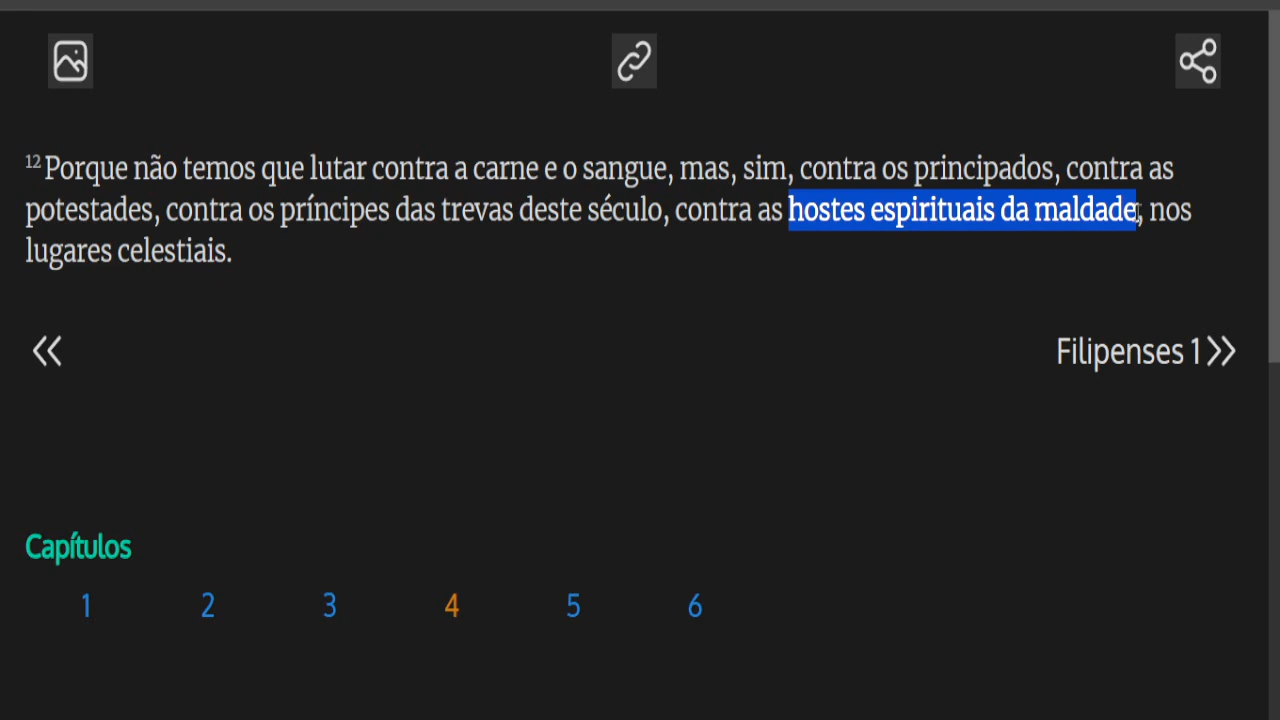 12 Porque não temos que lutar contra a carne e o sangue, mas, sim, contra os principados, contra as
potestades, contra os príncipes das trevas deste século, contra as hostes espirituais da maldade, nos
lugares celestiais.
Filipenses 1
Capítulos
1 2 3 4 5 6